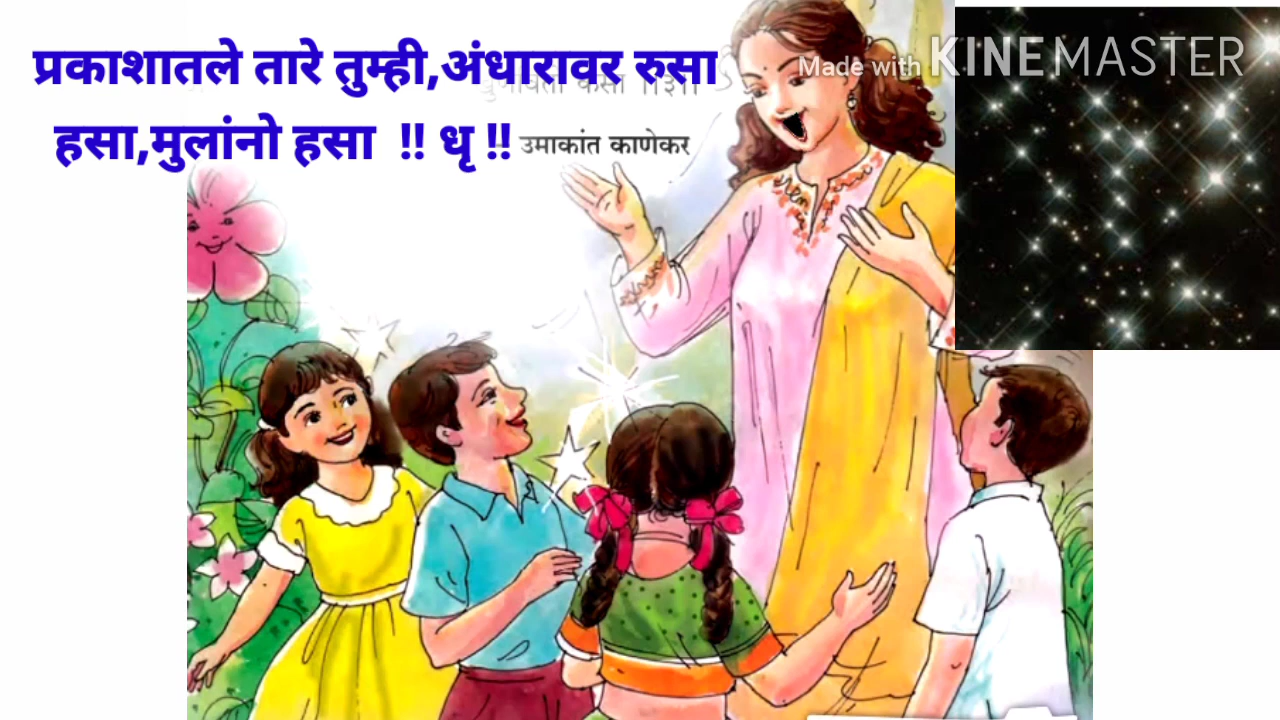 प्रकाशातले तारे तुम्ही,अंधारावर रुसा
हसा,मुलांनो हसा !! धृ !!
उमाकांत काणेकर
Made with KINEMASTER